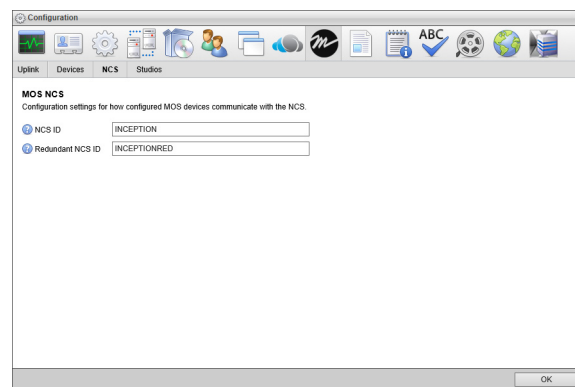 Configuration
ABC
Uplink Devices NCS Studios
MOS NCS
Configuration settings for how configured MOS devices communicate with the NCS.
NCS ID INCEPTION
Redundant NCS ID INCEPTIONRED
OK